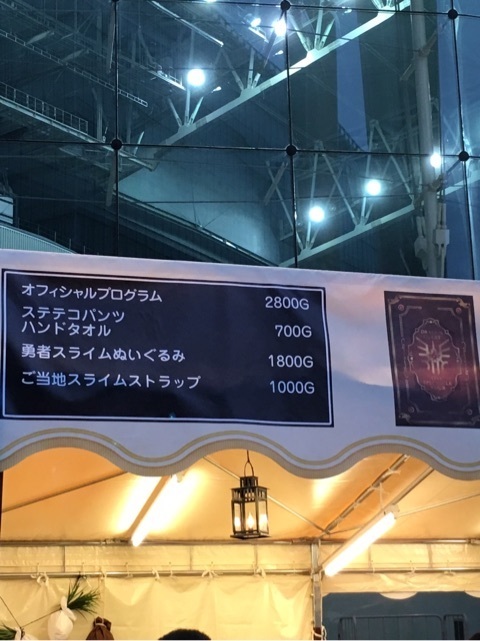 オフィシャルプログラム 2800G
ステテコパンツ
ハンドタオル 700G
勇者スライムぬいぐるみ 1800G
ご当地スライムストラップ 1000G